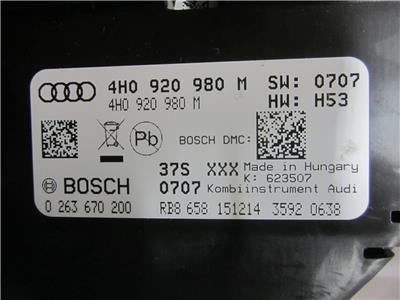 4H0 920 980 M SW: 0707
4H0 920 980 M HW: H53
Pb BOSCH DMC:
37S XXX Made in Hungary
K: 623507
BOSCH 0707 Kombiinstrument Audi
0 263 670 200 RB8 658 151214 3592 0638